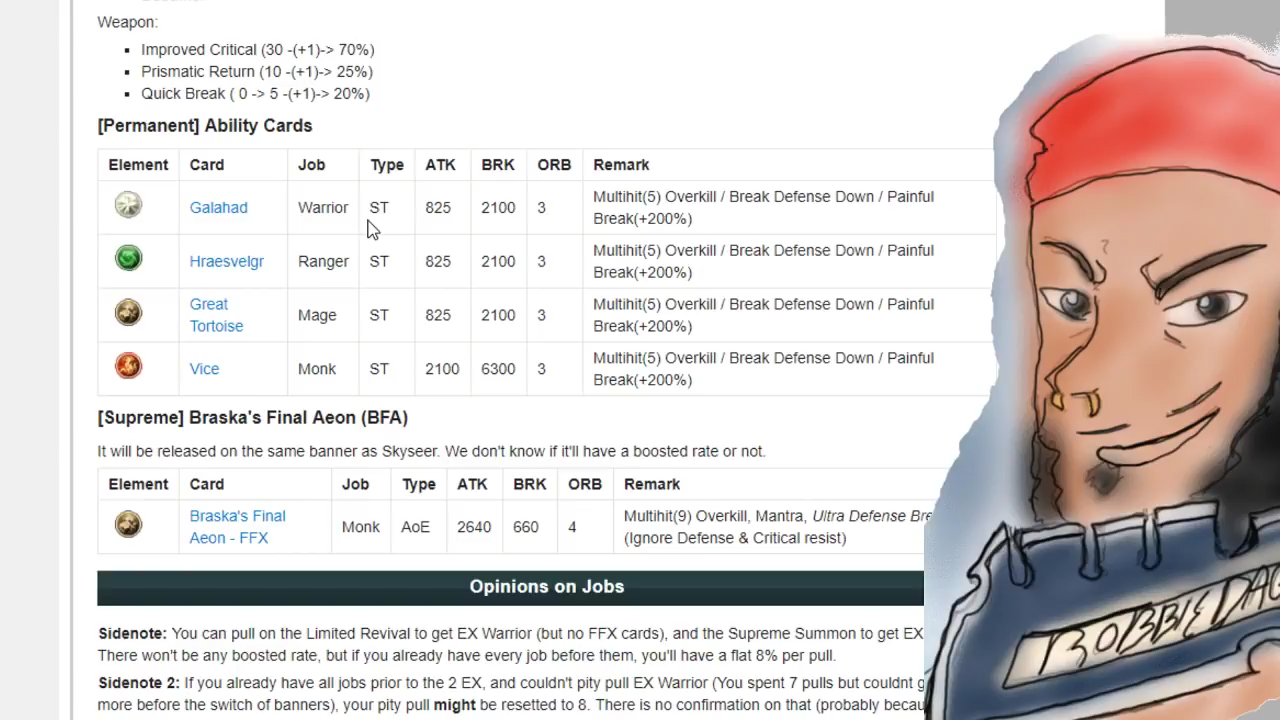 Weapon:
Improved Critical (30 -(+1)-> 70%)
Prismatic Return (10 -(+1)-> 25%)
Quick Break ( 0 -> 5 -(+1)-> 20%)
[Permanent] Ability Cards
Element Card Job Type ATK BRK ORB Remark
Galahad Warrior ST 825 2100 3 Multihit(5) Overkill / Break Defense Down / Painful
Break(+200%)
Hraesvelgr Ranger ST 825 2100 3 Multihit(5) Overkill / Break Defense Down / Painful
Break(+200%)
Great Tortoise Mage ST 825 2100 3 Multihit(5) Overkill / Break Defense Down / Painful
Break(+200%)
Vice Monk ST 2100 6300 3 Multihit(5) Overkill / Break Defense Down / Painful
Break(+200%)
[Supreme] Braska's Final Aeon (BFA)
It will be released on the same banner as Skyseer. We don't know if it'll have a boosted rate or not.
Element Card Job Type ATK BRK ORB Remark
Braska's Final Aeon - FFX Monk AoE 2640 660 4 Multihit(9) Overkill, Mantra, Ultra Defense Bre
(Ignore Defense & Critical resist)
Opinions on Jobs
Sidenote: You can pull on the Limited Revival to get EX Warrior (but no FFX cards), and the Supreme Summon to get EX
There won't be any boosted rate, but if you already have every job before them, you'll have a flat 8% per pull.
Sidenote 2: If you already have all jobs prior to the 2 EX, and couldn't pity pull EX Warrior (You spent 7 pulls but couldnt g
more before the switch of banners), your pity pull might be resetted to 8. There is no confirmation on that (probably becau
ROBBIE DAG